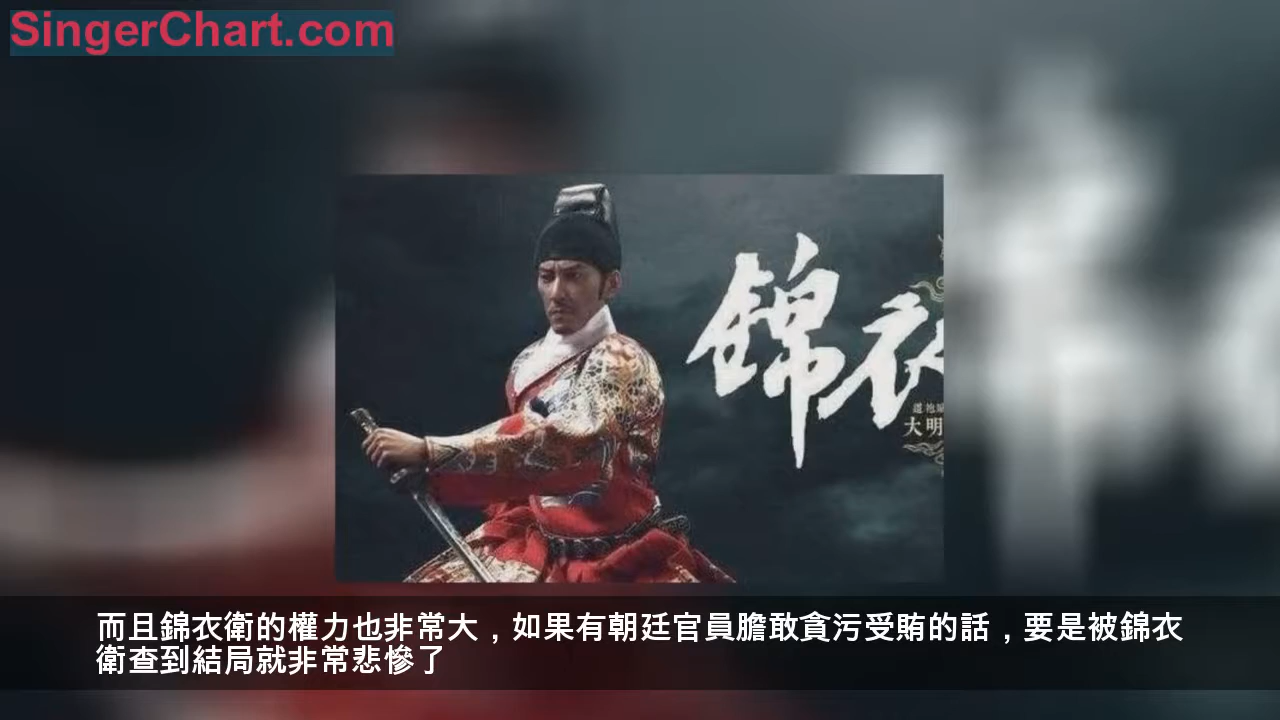 SingerChart.com
錦衣
大明
而且錦衣衛的權力也非常大，如果有朝廷官員膽敢貪污受賄的話，要是被錦衣
衛查到結局就非常悲慘了